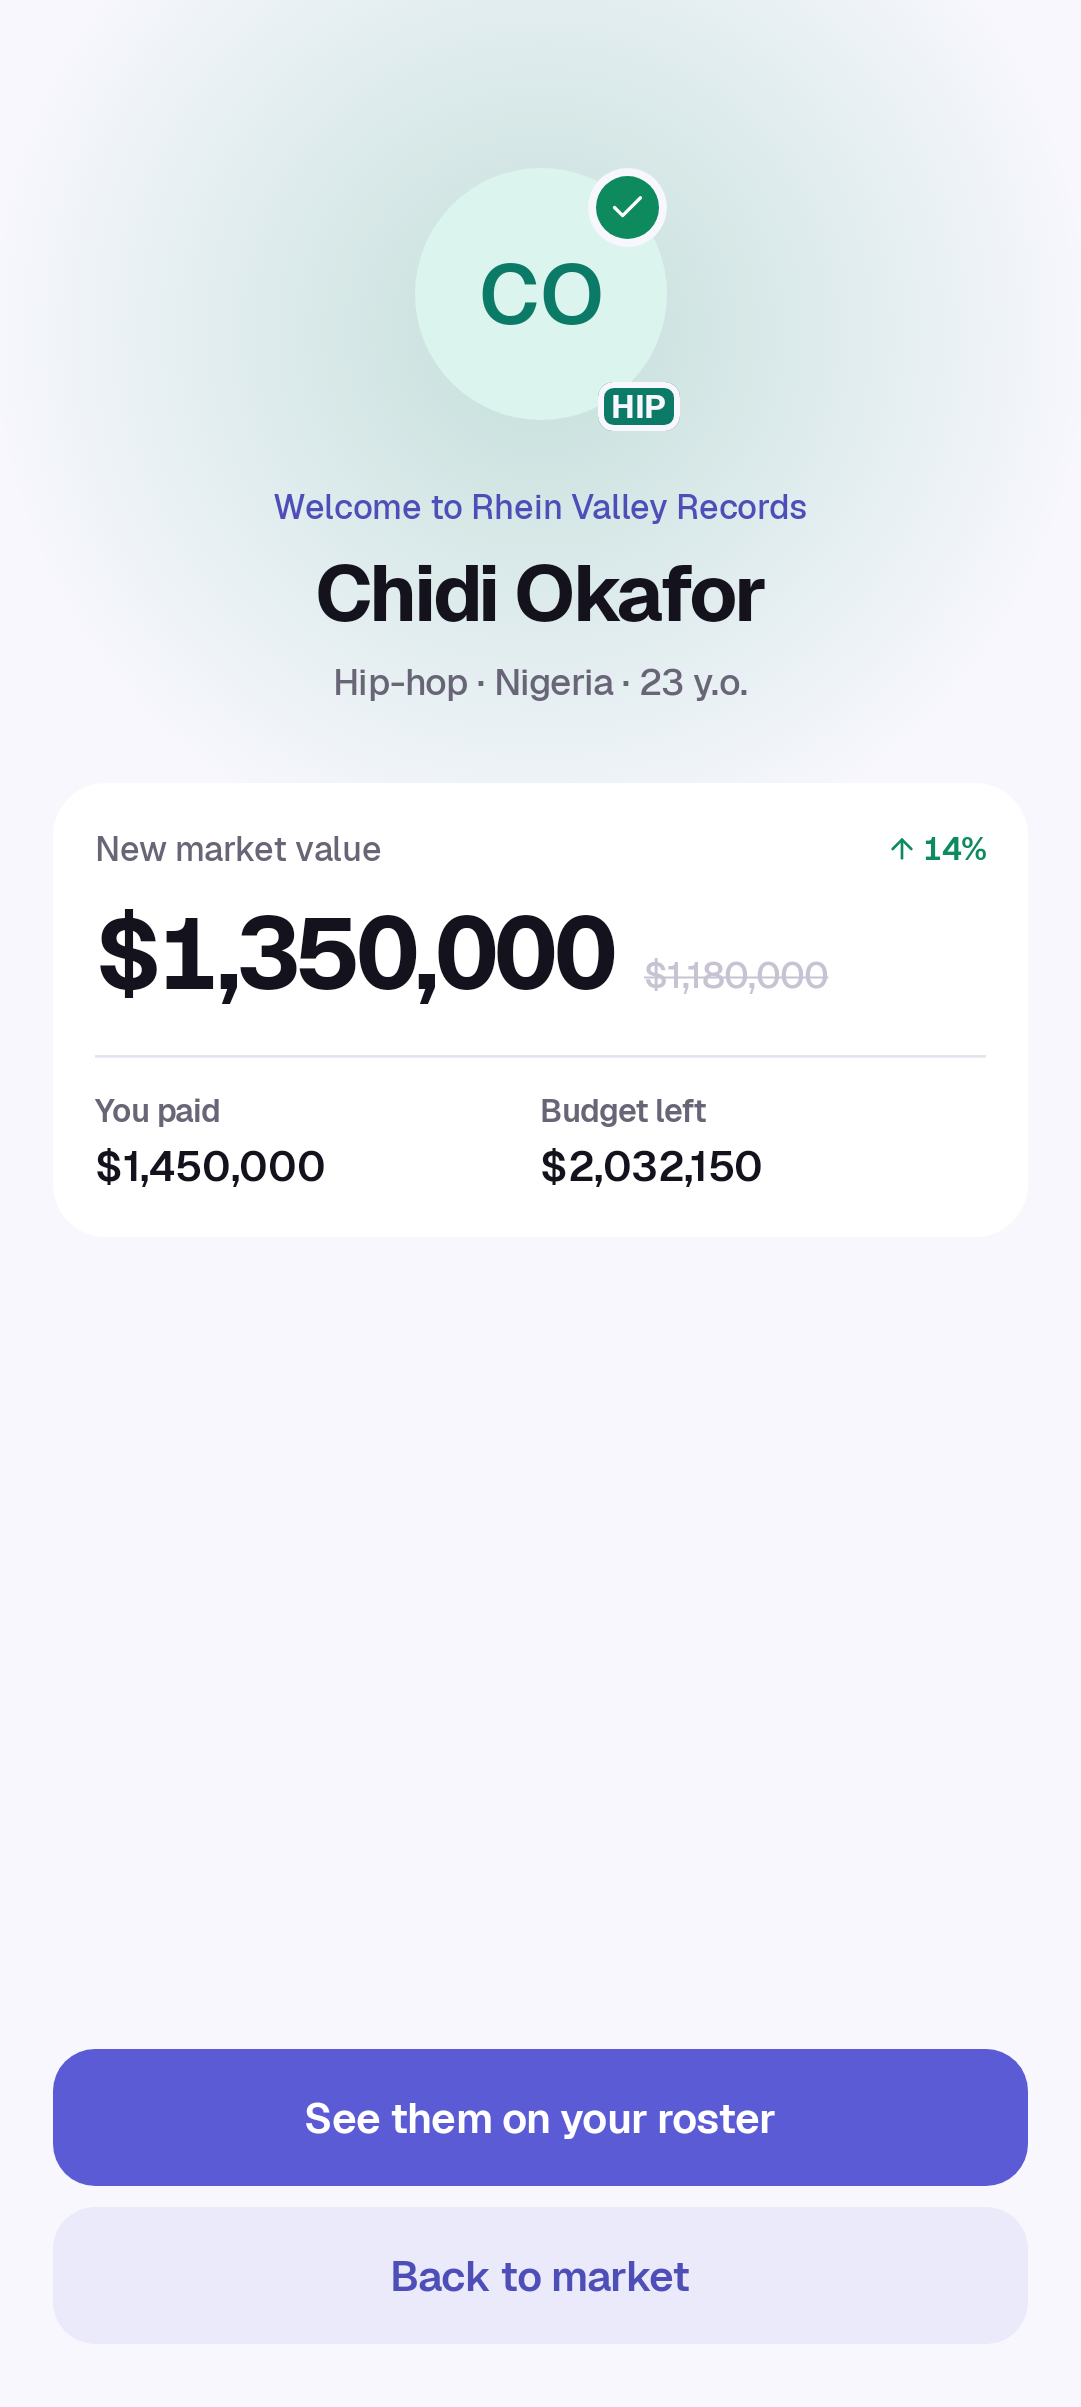 CO
HIP
Welcome to Rhein Valley Records
Chidi Okafor
Hip-hop · Nigeria · 23 y.o.
New market value ↑ 14%
$1,350,000 $1,180,000
You paid Budget left
$1,450,000 $2,032,150
See them on your roster
Back to market